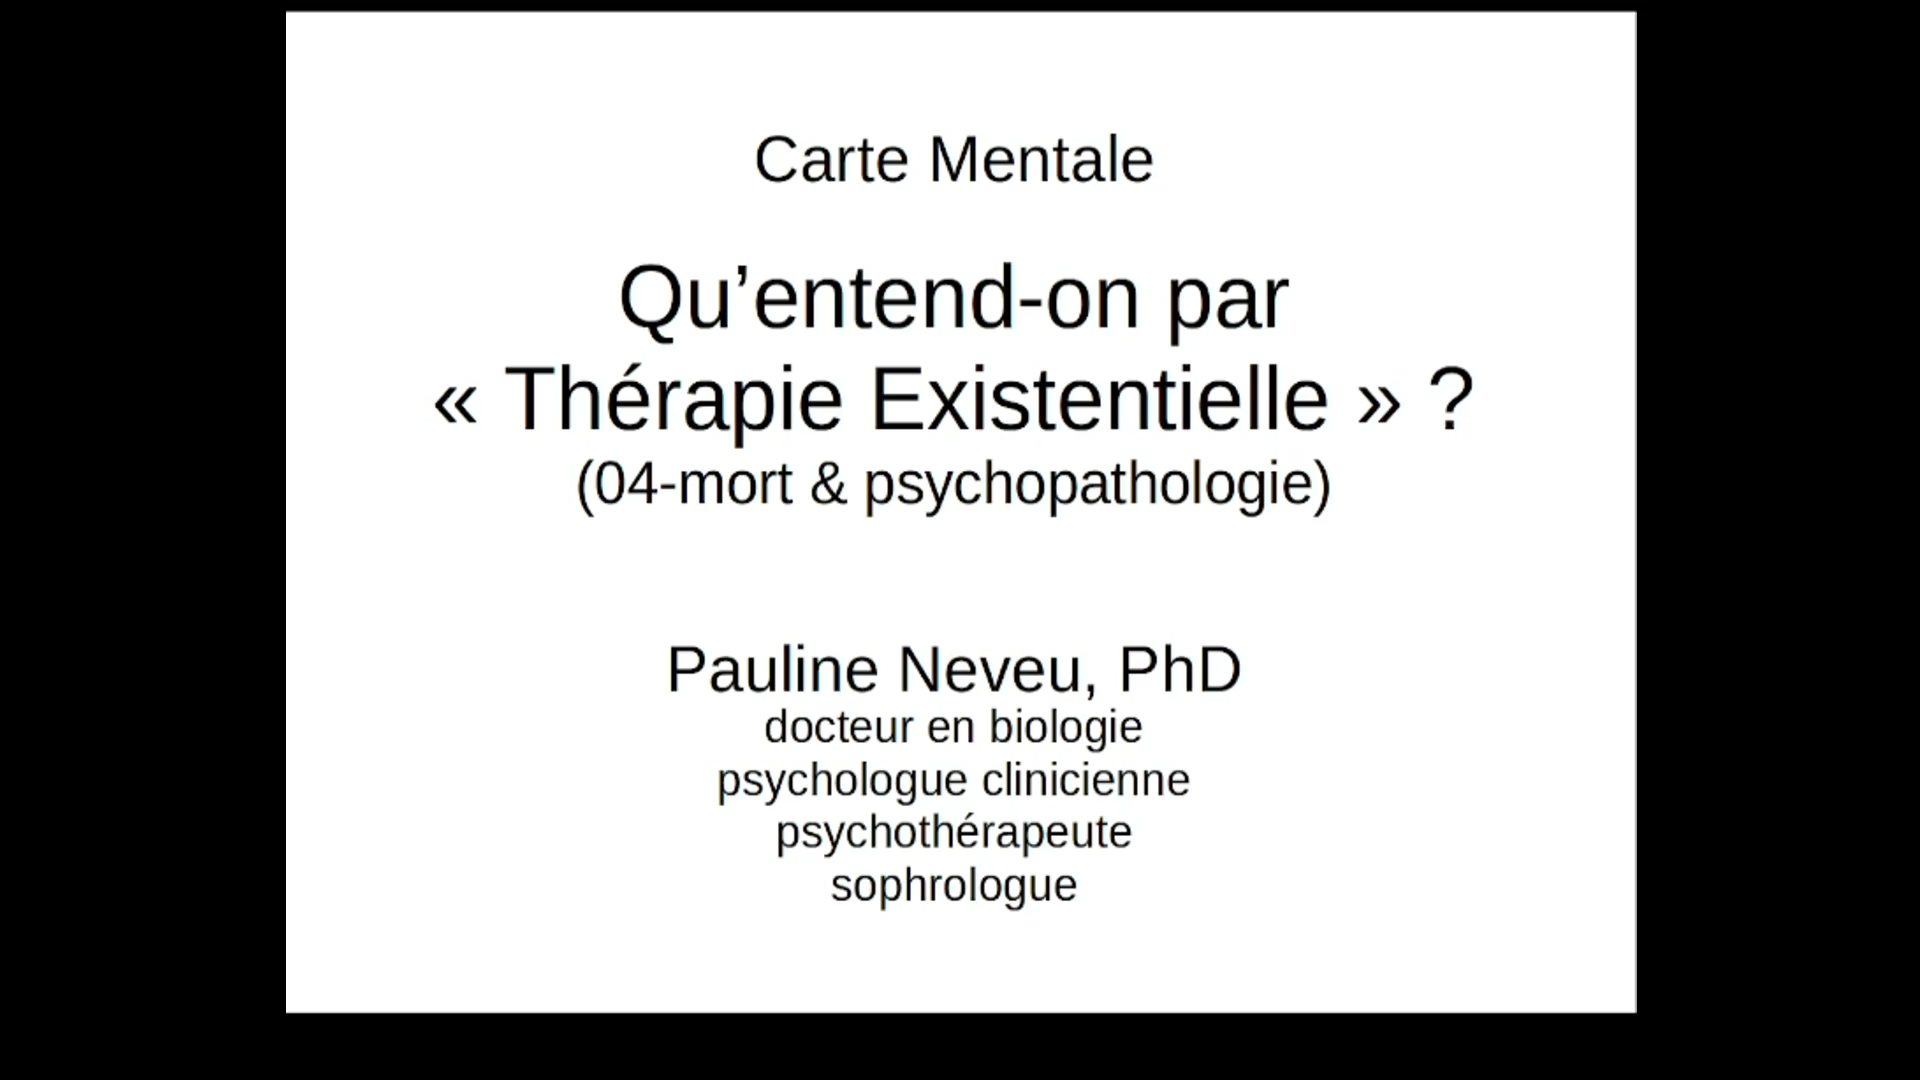 Carte Mentale
Qu’entend-on par
« Thérapie Existentielle » ?
(04-mort & psychopathologie)
Pauline Neveu, PhD
docteur en biologie
psychologue clinicienne
psychothérapeute
sophrologue